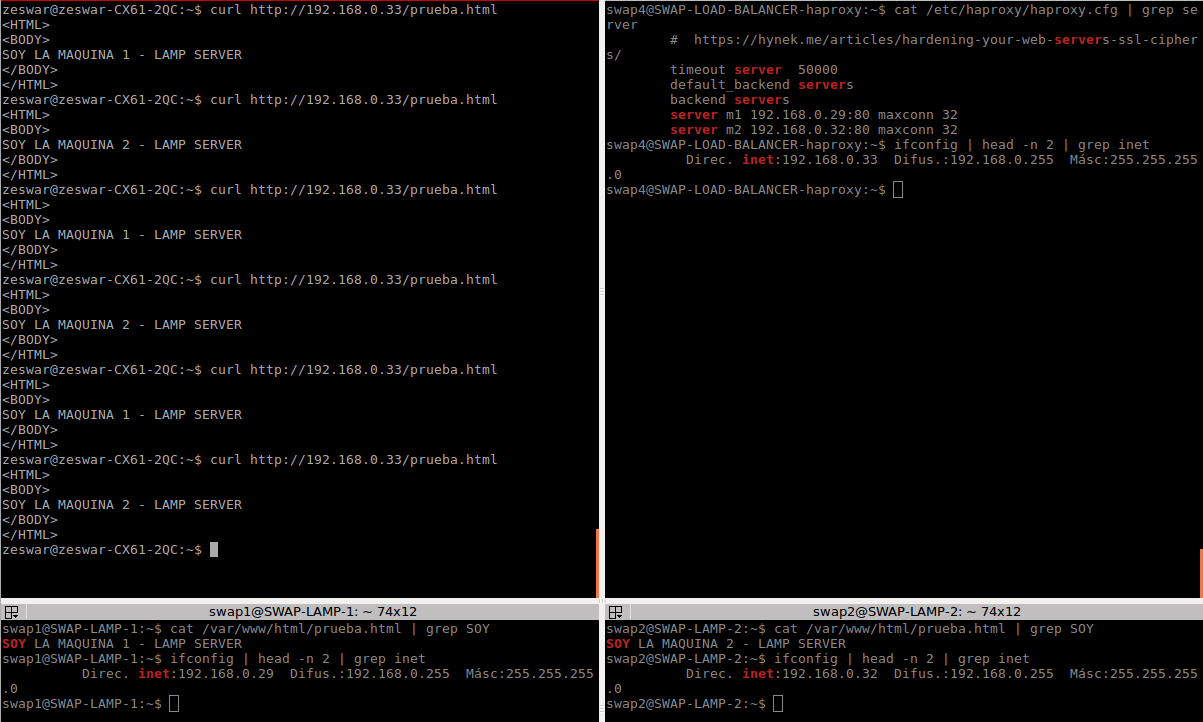 zeswar@zeswar-CX61-2QC:~$ curl http://192.168.0.33/prueba.html
<HTML>
<BODY>
SOY LA MAQUINA 1 - LAMP SERVER
</BODY>
</HTML>
zeswar@zeswar-CX61-2QC:~$ curl http://192.168.0.33/prueba.html
<HTML>
<BODY>
SOY LA MAQUINA 2 - LAMP SERVER
</BODY>
</HTML>
zeswar@zeswar-CX61-2QC:~$ curl http://192.168.0.33/prueba.html
<HTML>
<BODY>
SOY LA MAQUINA 1 - LAMP SERVER
</BODY>
</HTML>
zeswar@zeswar-CX61-2QC:~$ curl http://192.168.0.33/prueba.html
<HTML>
<BODY>
SOY LA MAQUINA 2 - LAMP SERVER
</BODY>
</HTML>
zeswar@zeswar-CX61-2QC:~$ curl http://192.168.0.33/prueba.html
<HTML>
<BODY>
SOY LA MAQUINA 1 - LAMP SERVER
</BODY>
</HTML>
zeswar@zeswar-CX61-2QC:~$ curl http://192.168.0.33/prueba.html
<HTML>
<BODY>
SOY LA MAQUINA 2 - LAMP SERVER
</BODY>
</HTML>
zeswar@zeswar-CX61-2QC:~$
swap4@SWAP-LOAD-BALANCER-haproxy:~$ cat /etc/haproxy/haproxy.cfg | grep se
rver
        #  https://hynek.me/articles/hardening-your-web-servers-ssl-cipher
s/
        timeout server  50000
        default_backend servers
        backend servers
        server m1 192.168.0.29:80 maxconn 32
        server m2 192.168.0.32:80 maxconn 32
swap4@SWAP-LOAD-BALANCER-haproxy:~$ ifconfig | head -n 2 | grep inet
          Direc. inet:192.168.0.33  Difus.:192.168.0.255  Másc:255.255.255
.0
swap4@SWAP-LOAD-BALANCER-haproxy:~$
swap1@SWAP-LAMP-1: ~ 74x12
swap1@SWAP-LAMP-1:~$ cat /var/www/html/prueba.html | grep SOY
SOY LA MAQUINA 1 - LAMP SERVER
swap1@SWAP-LAMP-1:~$ ifconfig | head -n 2 | grep inet
          Direc. inet:192.168.0.29  Difus.:192.168.0.255  Másc:255.255.255
.0
swap1@SWAP-LAMP-1:~$
swap2@SWAP-LAMP-2: ~ 74x12
swap2@SWAP-LAMP-2:~$ cat /var/www/html/prueba.html | grep SOY
SOY LA MAQUINA 2 - LAMP SERVER
swap2@SWAP-LAMP-2:~$ ifconfig | head -n 2 | grep inet
          Direc. inet:192.168.0.32  Difus.:192.168.0.255  Másc:255.255.255
.0
swap2@SWAP-LAMP-2:~$